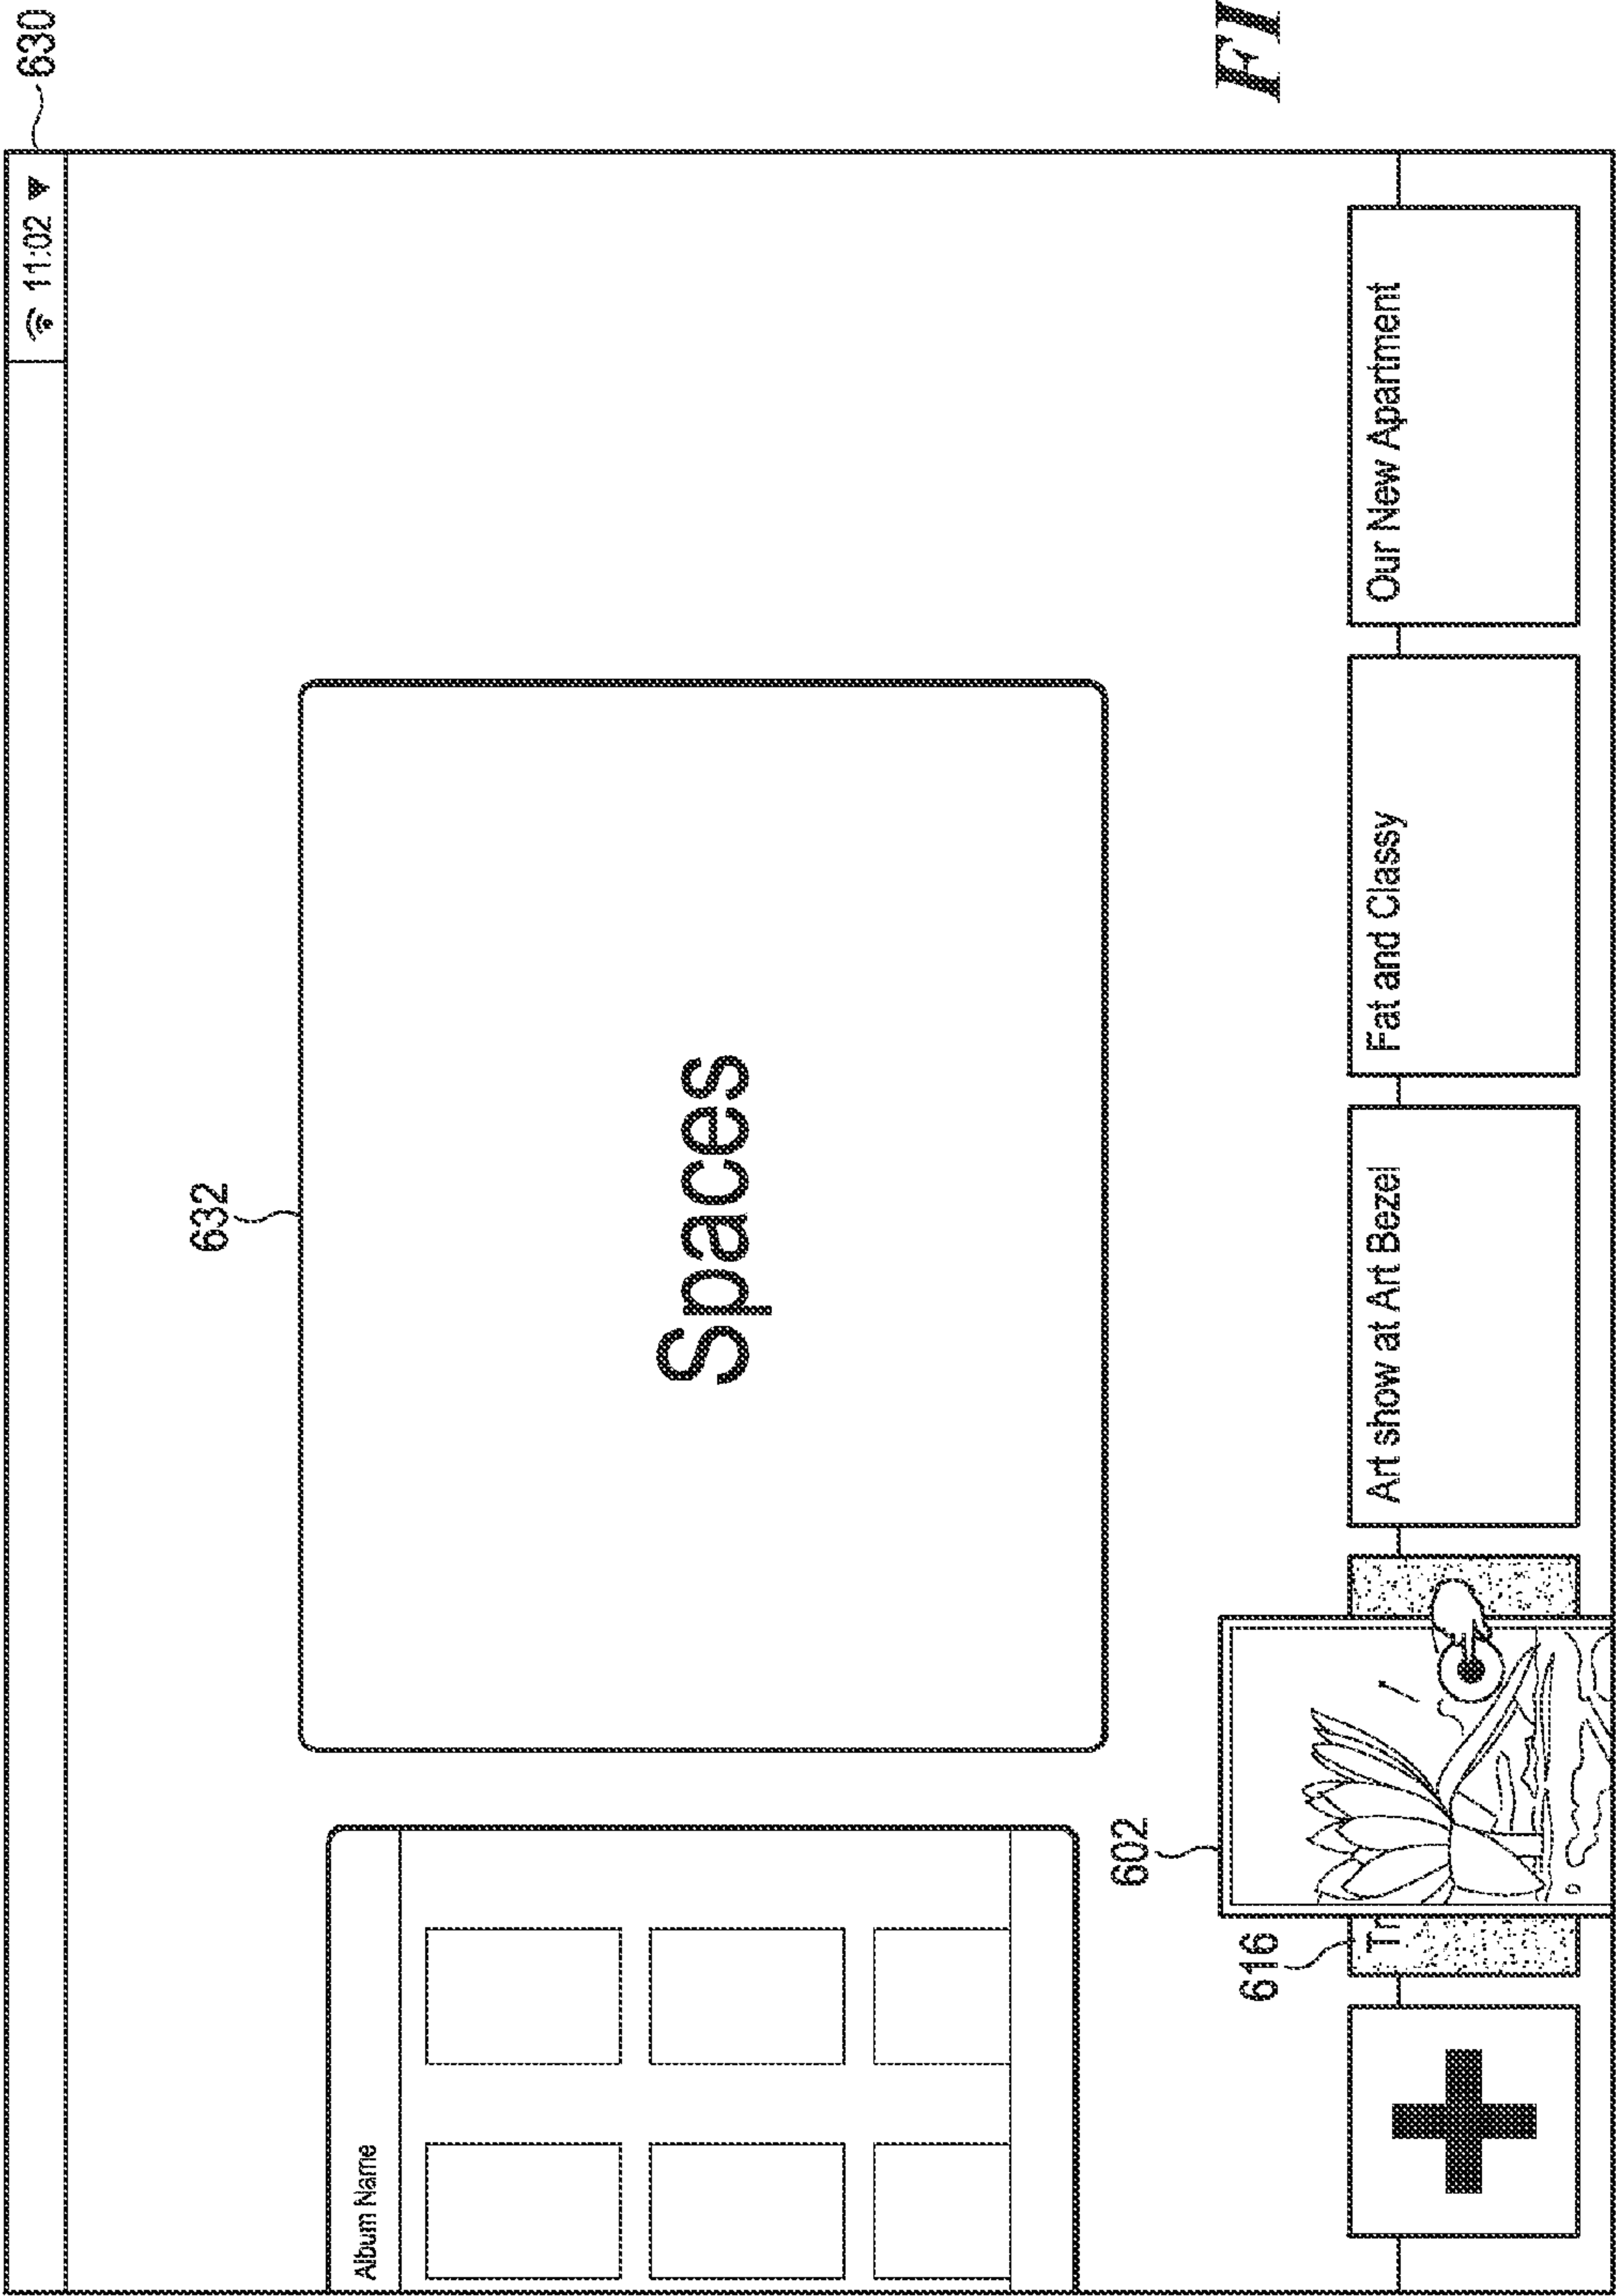 630
11:02
632
Album Name
Spaces
602
616
Tr
Art show at Art Bezel
Fat and Classy
Our New Apartment
FI